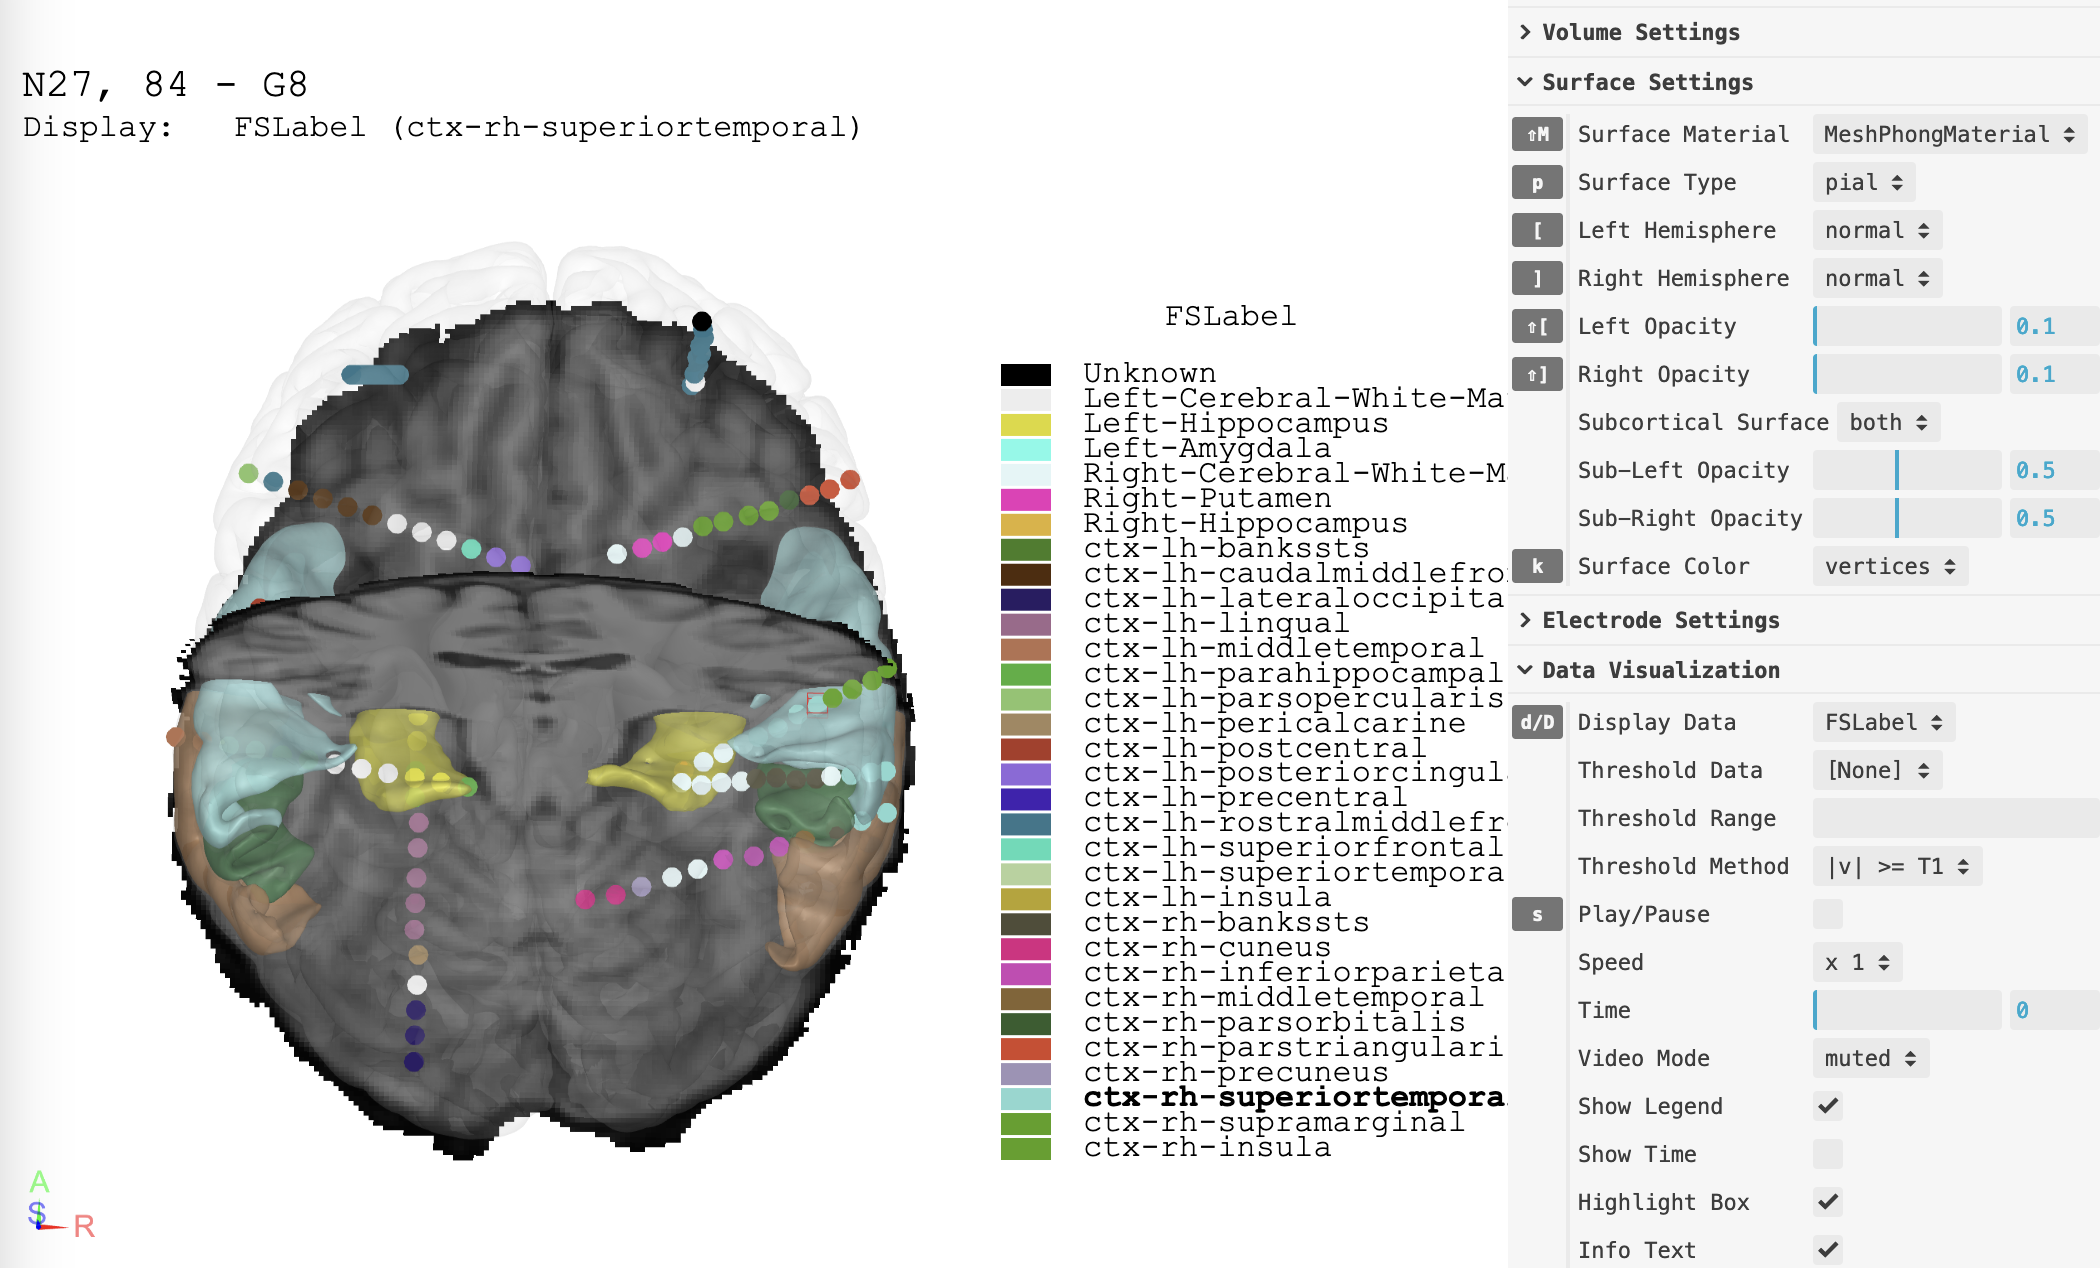 N27, 84 - G8
Display: FSLabel (ctx-rh-superiortemporal)
FSLabel
Unknown
Left-Cerebral-White-Ma
Left-Hippocampus
Left-Amygdala
Right-Cerebral-White-M
Right-Putamen
Right-Hippocampus
ctx-lh-bankssts
ctx-lh-caudalmiddlefro
ctx-lh-lateraloccipita
ctx-lh-lingual
ctx-lh-middletemporal
ctx-lh-parahippocampal
ctx-lh-parsopercularis
ctx-lh-pericalcarine
ctx-lh-postcentral
ctx-lh-posteriorcingul
ctx-lh-precentral
ctx-lh-rostralmiddlefr
ctx-lh-superiorfrontal
ctx-lh-superiortempora
ctx-lh-insula
ctx-rh-bankssts
ctx-rh-cuneus
ctx-rh-inferiorparieta
ctx-rh-middletemporal
ctx-rh-parsorbitalis
ctx-rh-parstriangulari
ctx-rh-precuneus
ctx-rh-superiortempora
ctx-rh-supramarginal
ctx-rh-insula
A
S
R
Volume Settings
Surface Settings
⇧M Surface Material MeshPhongMaterial
p Surface Type pial
[ Left Hemisphere normal
] Right Hemisphere normal
⇧[ Left Opacity 0.1
⇧] Right Opacity 0.1
Subcortical Surface both
Sub-Left Opacity 0.5
Sub-Right Opacity 0.5
k Surface Color vertices
Electrode Settings
Data Visualization
d/D Display Data FSLabel
Threshold Data [None]
Threshold Range
Threshold Method |v| >= T1
s Play/Pause
Speed x 1
Time 0
Video Mode muted
Show Legend
Show Time
Highlight Box
Info Text